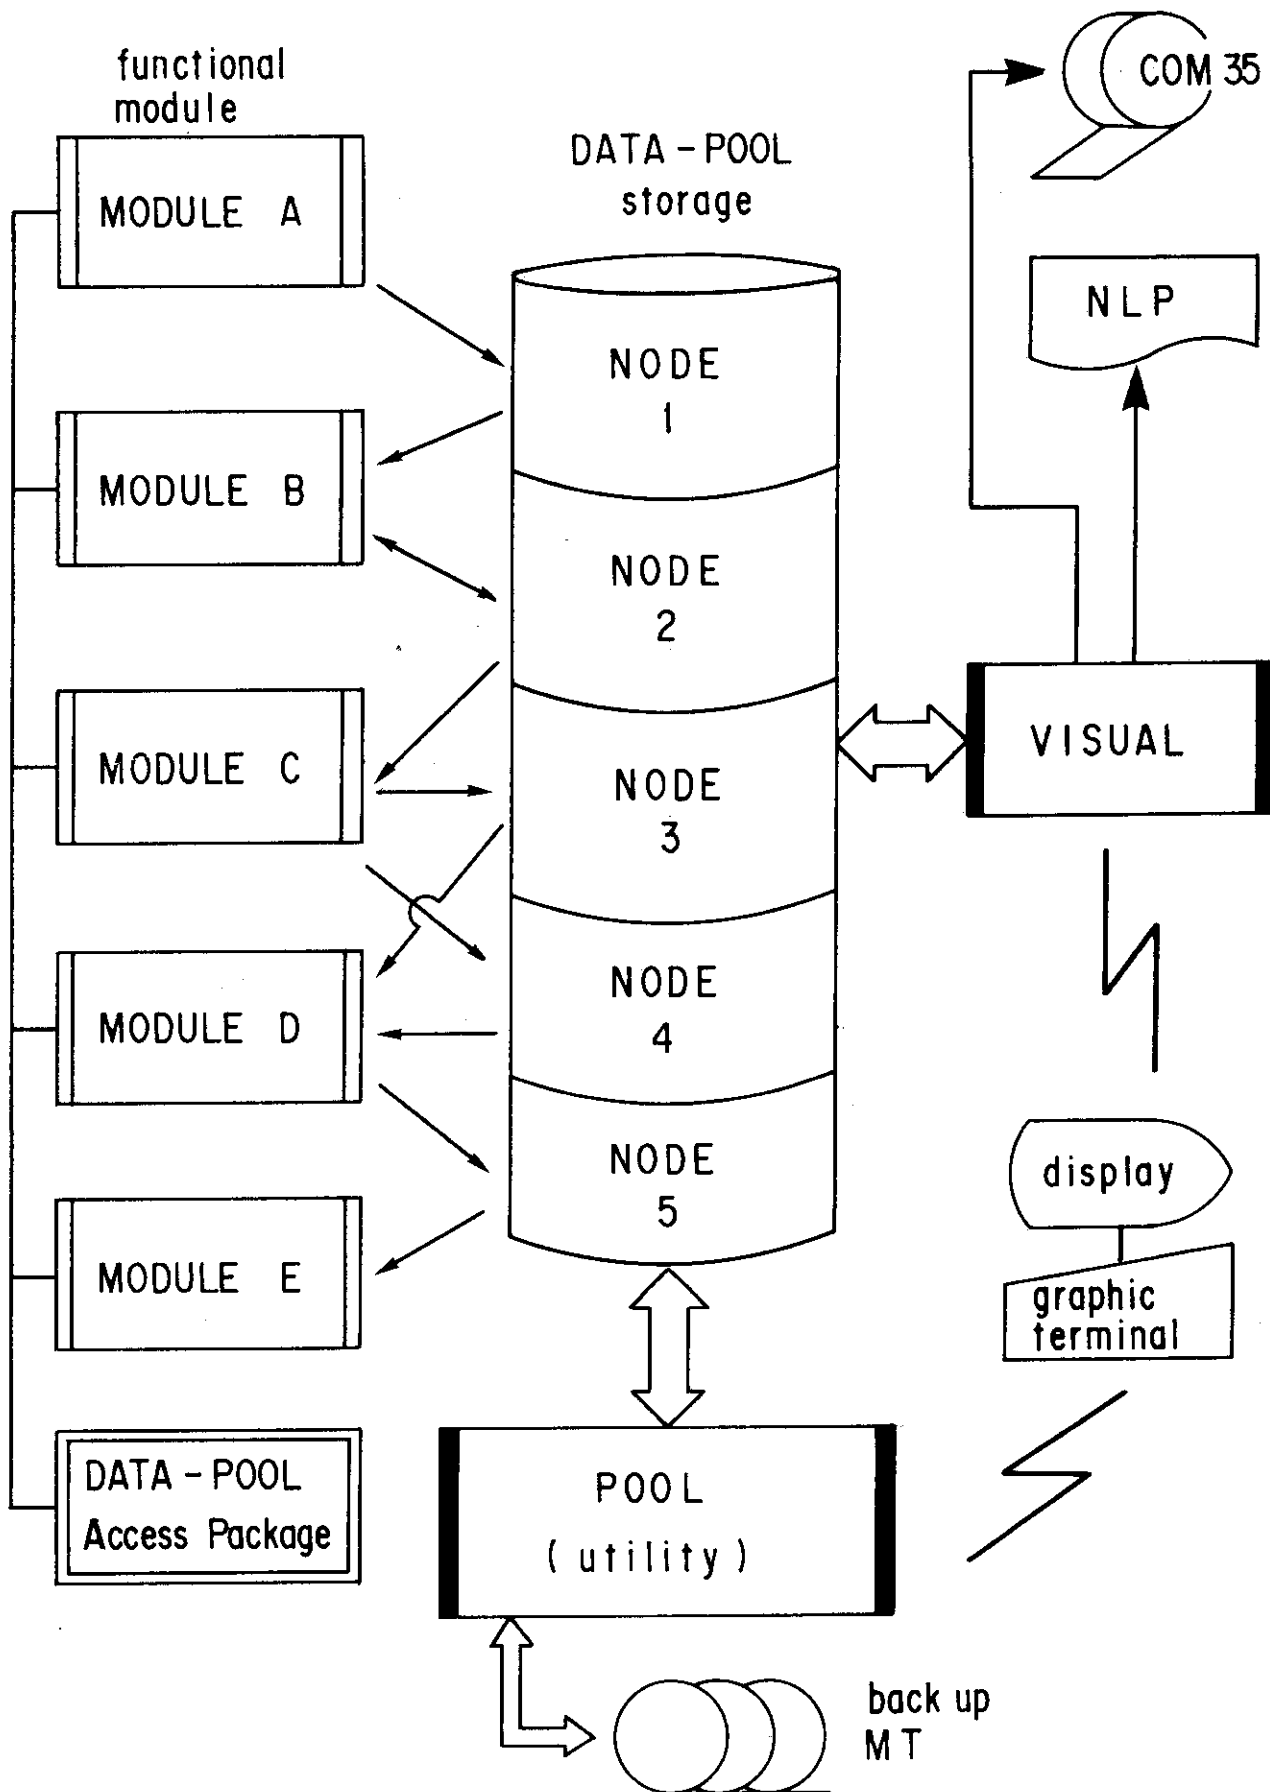 functional
module
MODULE A
MODULE B
MODULE C
MODULE D
MODULE E
DATA-POOL
Access Package
DATA-POOL
storage
NODE
1
NODE
2
NODE
3
NODE
4
NODE
5
POOL
(utility)
back up
MT
COM 35
NLP
VISUAL
display
graphic
terminal